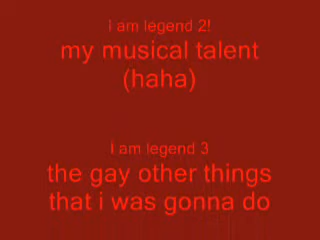 I am legend 2!
my musical talent
(haha)
I am legend 3
the gay other things
that i was gonna do